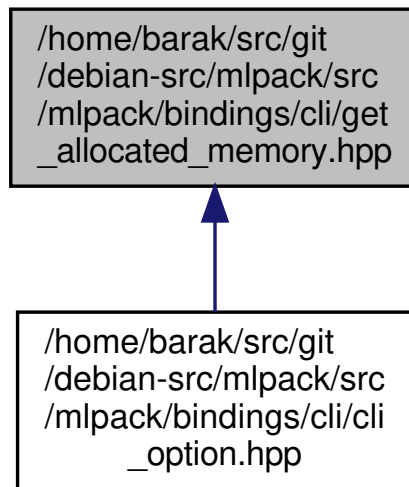 /home/barak/src/git
/debian-src/mlpack/src
/mlpack/bindings/cli/get
_allocated_memory.hpp
/home/barak/src/git
/debian-src/mlpack/src
/mlpack/bindings/cli/cli
_option.hpp